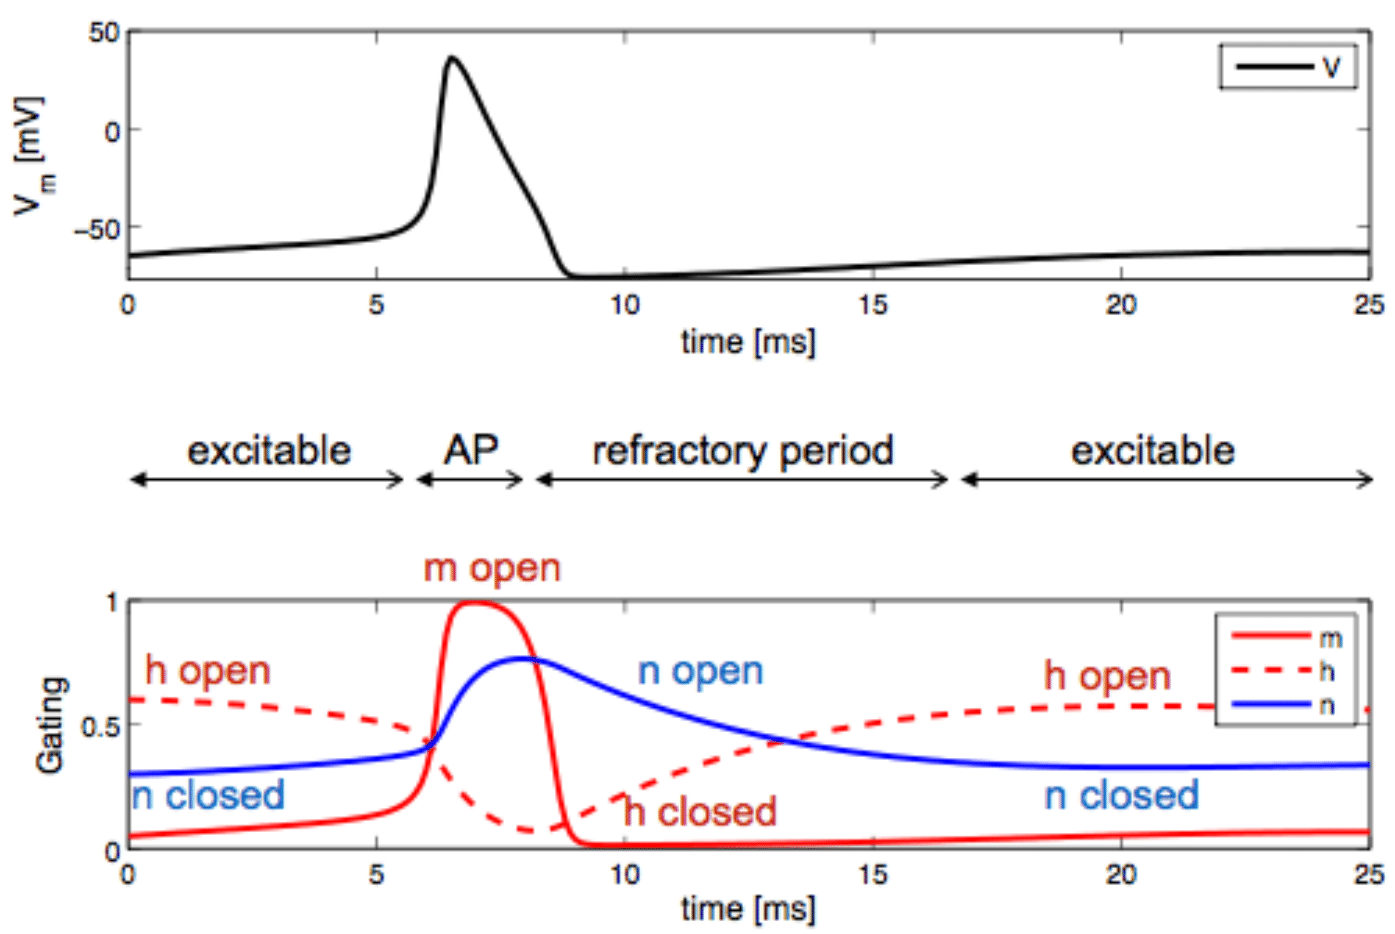 50
0
−50
V_m [mV]
V
0 5 10 15 20 25
time [ms]
excitable AP refractory period excitable
m open
1
0.5
0
Gating
h open
n open
h open
n closed
h closed
n closed
m
h
n
0 5 10 15 20 25
time [ms]